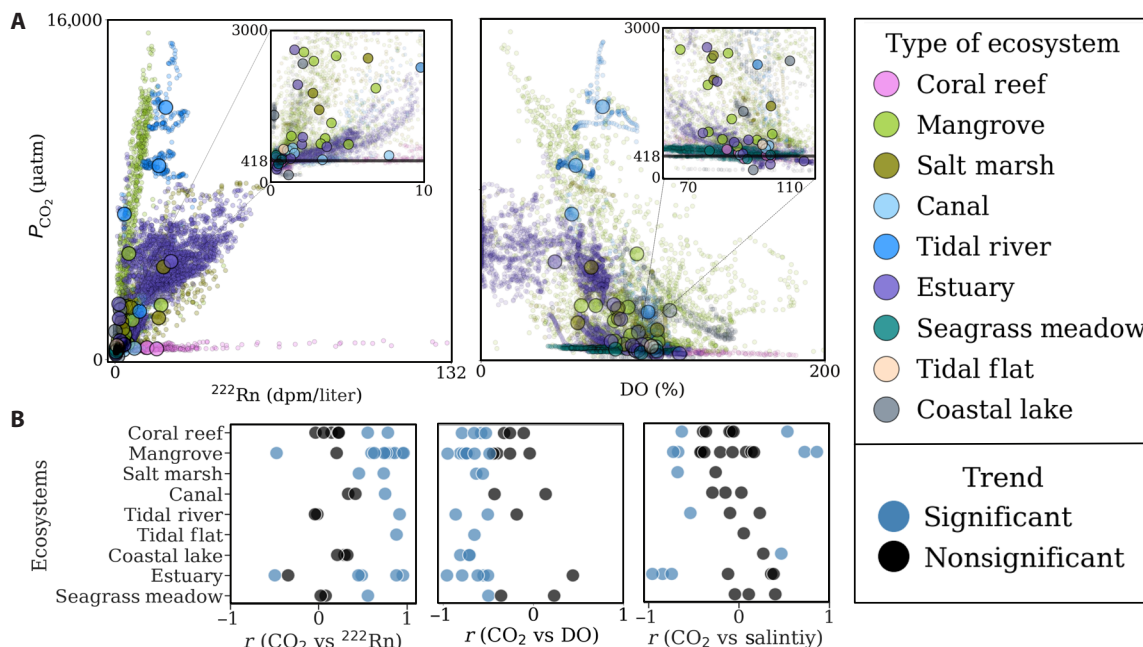 A
16,000
0
P_CO₂ (µatm)
0
132
²²²Rn (dpm/liter)
3000
418
0
0
10
0
200
DO (%)
3000
418
0
70
110
Type of ecosystem
Coral reef
Mangrove
Salt marsh
Canal
Tidal river
Estuary
Seagrass meadow
Tidal flat
Coastal lake
Trend
Significant
Nonsignificant
B
Ecosystems
Coral reef
Mangrove
Salt marsh
Canal
Tidal river
Tidal flat
Coastal lake
Estuary
Seagrass meadow
−1
0
1
r (CO₂ vs ²²²Rn)
−1
0
1
r (CO₂ vs DO)
−1
0
1
r (CO₂ vs salintiy)